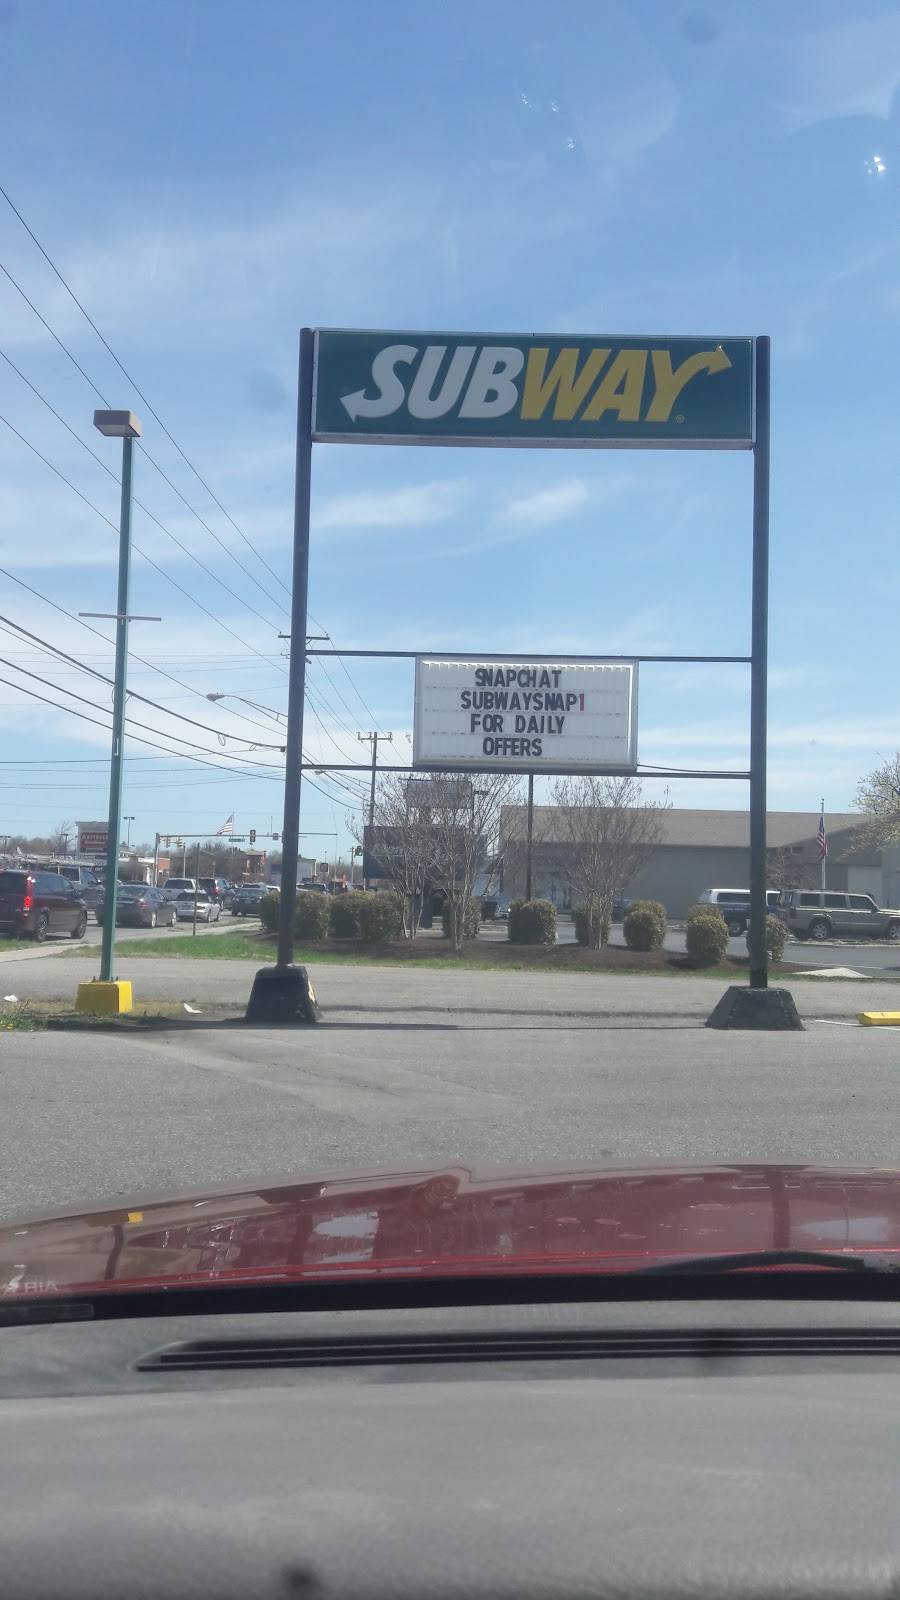 SUBWAY
SNAPCHAT
SUBWAYSNAP1
FOR DAILY
OFFERS